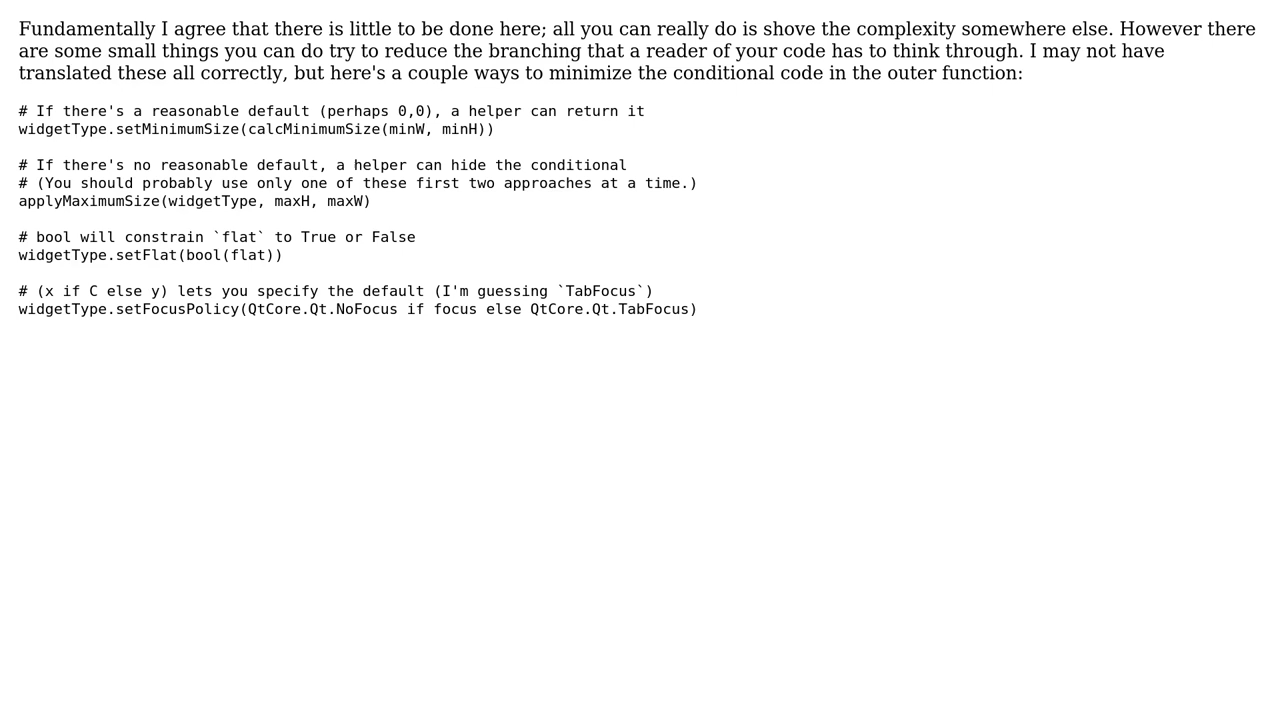 Fundamentally I agree that there is little to be done here; all you can really do is shove the complexity somewhere else. However there
are some small things you can do try to reduce the branching that a reader of your code has to think through. I may not have
translated these all correctly, but here's a couple ways to minimize the conditional code in the outer function:
# If there's a reasonable default (perhaps 0,0), a helper can return it
widgetType.setMinimumSize(calcMinimumSize(minW, minH))
# If there's no reasonable default, a helper can hide the conditional
# (You should probably use only one of these first two approaches at a time.)
applyMaximumSize(widgetType, maxH, maxW)
# bool will constrain `flat` to True or False
widgetType.setFlat(bool(flat))
# (x if C else y) lets you specify the default (I'm guessing `TabFocus`)
widgetType.setFocusPolicy(QtCore.Qt.NoFocus if focus else QtCore.Qt.TabFocus)